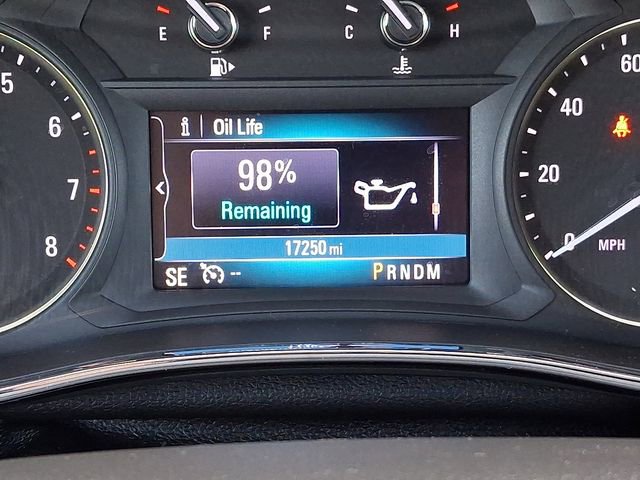 E F C H
5 60
6 40
7 20
8 0
MPH
i Oil Life
98%
Remaining
17250 mi
SE -- PRNDM